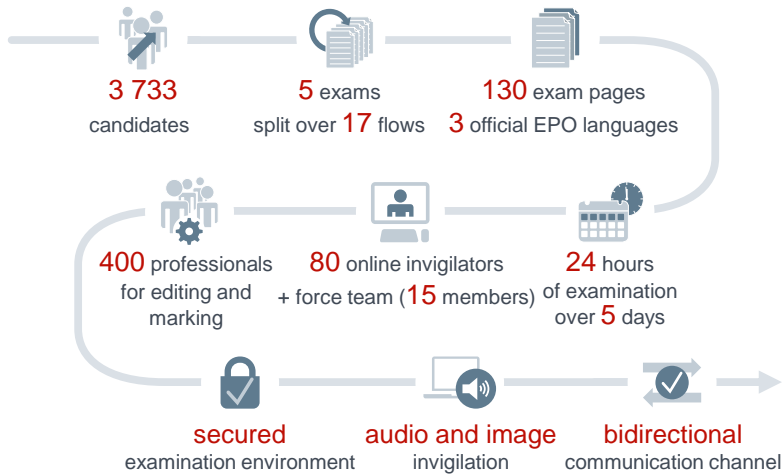 3 733
candidates
5 exams
split over 17 flows
130 exam pages
3 official EPO languages
400 professionals
for editing and
marking
80 online invigilators
+ force team (15 members)
24 hours
of examination
over 5 days
secured
examination environment
audio and image
invigilation
bidirectional
communication channel